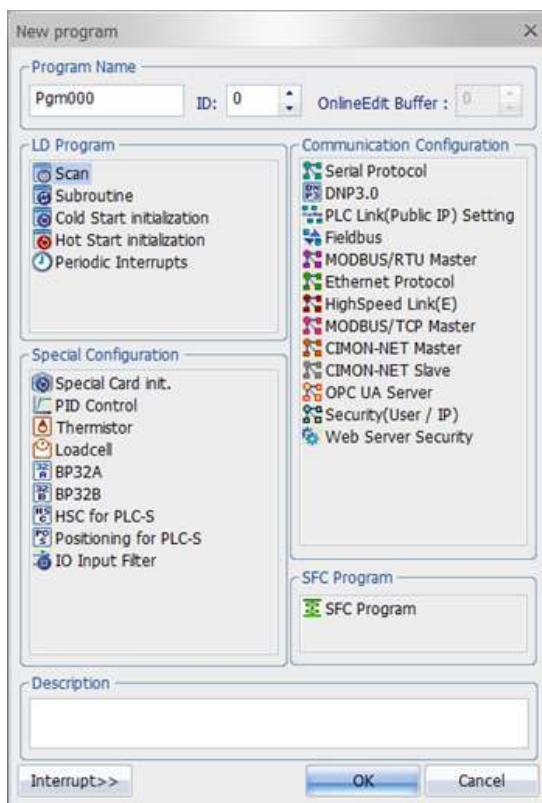 New program
Program Name
Pgm000
ID: 0
OnlineEdit Buffer : 0
LD Program
Scan
Subroutine
Cold Start initialization
Hot Start initialization
Periodic Interrupts
Special Configuration
Special Card init.
PID Control
Thermistor
Loadcell
BP32A
BP32B
HSC for PLC-S
Positioning for PLC-S
IO Input Filter
Communication Configuration
Serial Protocol
DNP3.0
PLC Link(Public IP) Setting
Fieldbus
MODBUS/RTU Master
Ethernet Protocol
HighSpeed Link(E)
MODBUS/TCP Master
CIMON-NET Master
CIMON-NET Slave
OPC UA Server
Security(User / IP)
Web Server Security
SFC Program
SFC Program
Description
Interrupt>>
OK
Cancel